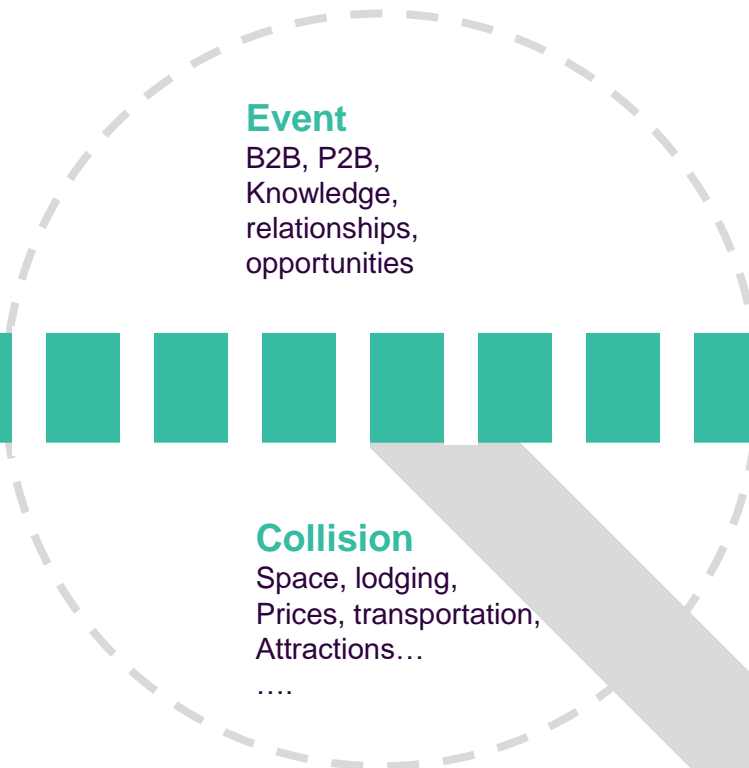 Event
B2B, P2B,
Knowledge,
relationships,
opportunities
Collision
Space, lodging,
Prices, transportation,
Attractions…
….